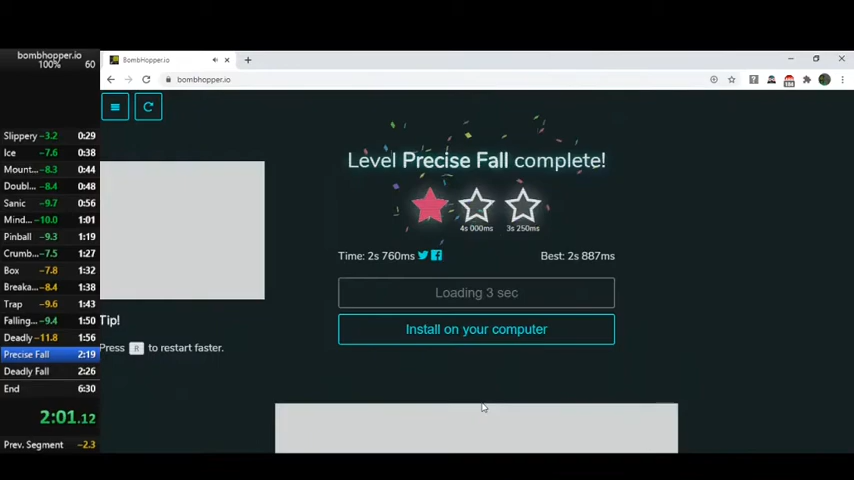 bombhopper.io
100% 60
Slippery −3.2 0:29
Ice −7.6 0:38
Mount... −8.3 0:44
Doubl... −8.4 0:48
Sanic −9.7 0:56
Mind... −10.0 1:01
Pinball −9.3 1:19
Crumb... −7.5 1:27
Box −7.8 1:32
Breaka... −8.4 1:38
Trap −9.6 1:43
Falling... −9.4 1:50
Deadly −11.8 1:56
Precise Fall 2:19
Deadly Fall 2:26
End 6:30
2:01.12
Prev. Segment −2.3
BombHopper.io
bombhopper.io
Level Precise Fall complete!
4s 000ms 3s 250ms
Time: 2s 760ms Best: 2s 887ms
Loading 3 sec
Install on your computer
Tip!
Press R to restart faster.